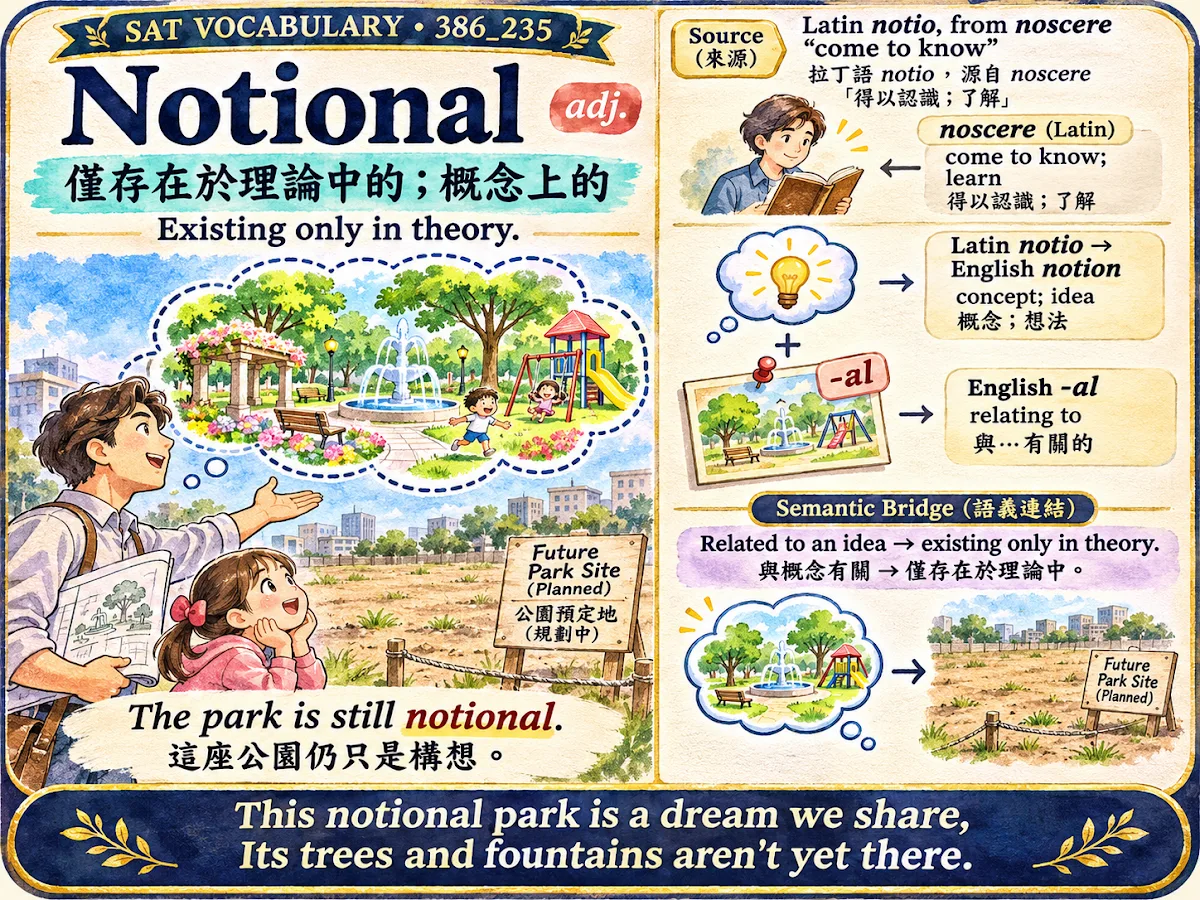 SAT VOCABULARY • 386_235
Notional
adj.
僅存在於理論中的；概念上的
Existing only in theory.
Future
Park Site
(Planned)
公園預定地
(規劃中)
The park is still notional.
這座公園仍只是構想。
Source
(來源)
Latin notio, from noscere
“come to know”
拉丁語 notio，源自 noscere
「得以認識；了解」
noscere (Latin)
←
come to know;
learn
得以認識；了解
→
Latin notio →
English notion
concept; idea
概念；想法
+
-al
→
English -al
relating to
與…有關的
Semantic Bridge (語義連結)
Related to an idea → existing only in theory.
與概念有關 → 僅存在於理論中。
→
Future
Park Site
(Planned)
This notional park is a dream we share,
Its trees and fountains aren’t yet there.